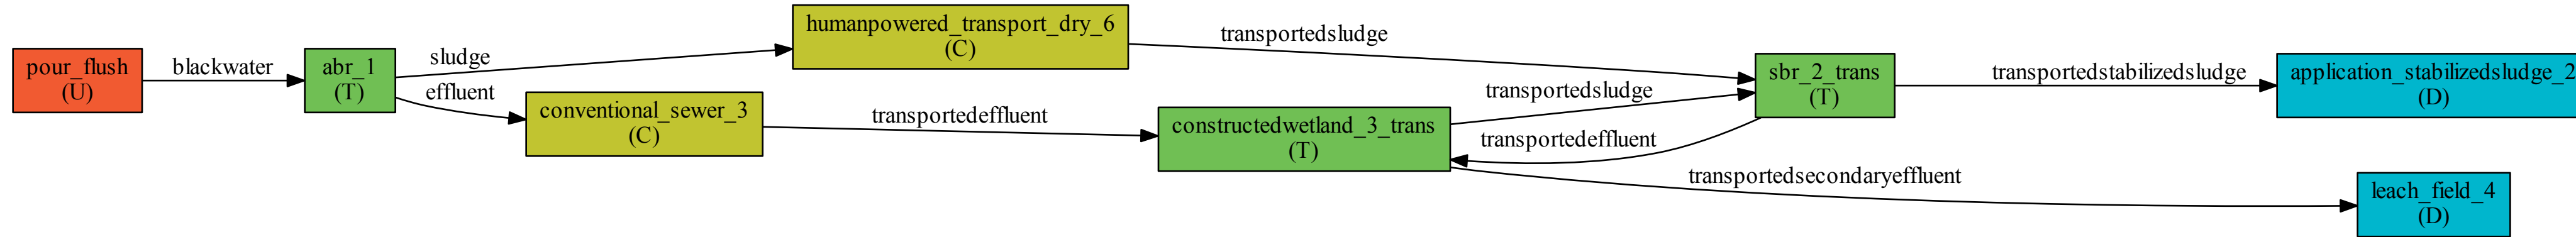 pour_flush
(U)
blackwater
abr_1
(T)
sludge
effluent
humanpowered_transport_dry_6
(C)
conventional_sewer_3
(C)
transportedsludge
transportedeffluent
constructedwetland_3_trans
(T)
transportedsludge
transportedeffluent
sbr_2_trans
(T)
transportedstabilizedsludge
transportedsecondaryeffluent
application_stabilizedsludge_2
(D)
leach_field_4
(D)